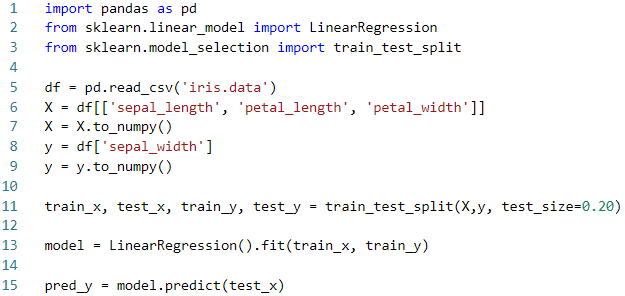 1 import pandas as pd
2 from sklearn.linear_model import LinearRegression
3 from sklearn.model_selection import train_test_split
4
5 df = pd.read_csv('iris.data')
6 X = df[['sepal_length', 'petal_length', 'petal_width']]
7 X = X.to_numpy()
8 y = df['sepal_width']
9 y = y.to_numpy()
10
11 train_x, test_x, train_y, test_y = train_test_split(X,y, test_size=0.20)
12
13 model = LinearRegression().fit(train_x, train_y)
14
15 pred_y = model.predict(test_x)